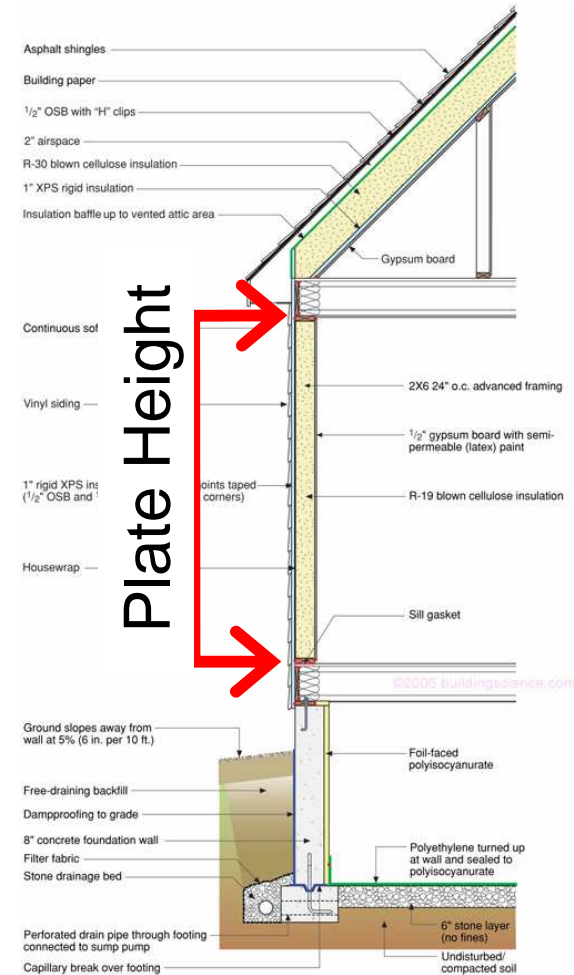 Asphalt shingles
Building paper
1/2" OSB with "H" clips
2" airspace
R-30 blown cellulose insulation
1" XPS rigid insulation
Insulation baffle up to vented attic area
Gypsum board
Plate Height
Continuous sof
Vinyl siding
1" rigid XPS ins
oints taped
(1/2" OSB and
corners)
Housewrap
2X6 24" o.c. advanced framing
1/2" gypsum board with semi-
permeable (latex) paint
R-19 blown cellulose insulation
Sill gasket
©2006 buildingscience.com
Ground slopes away from
wall at 5% (6 in. per 10 ft.)
Free-draining backfill
Dampproofing to grade
8" concrete foundation wall
Filter fabric
Stone drainage bed
Perforated drain pipe through footing
connected to sump pump
Capillary break over footing
Foil-faced
polyisocyanurate
Polyethylene turned up
at wall and sealed to
polyisocyanurate
6" stone layer
(no fines)
Undisturbed/
compacted soil